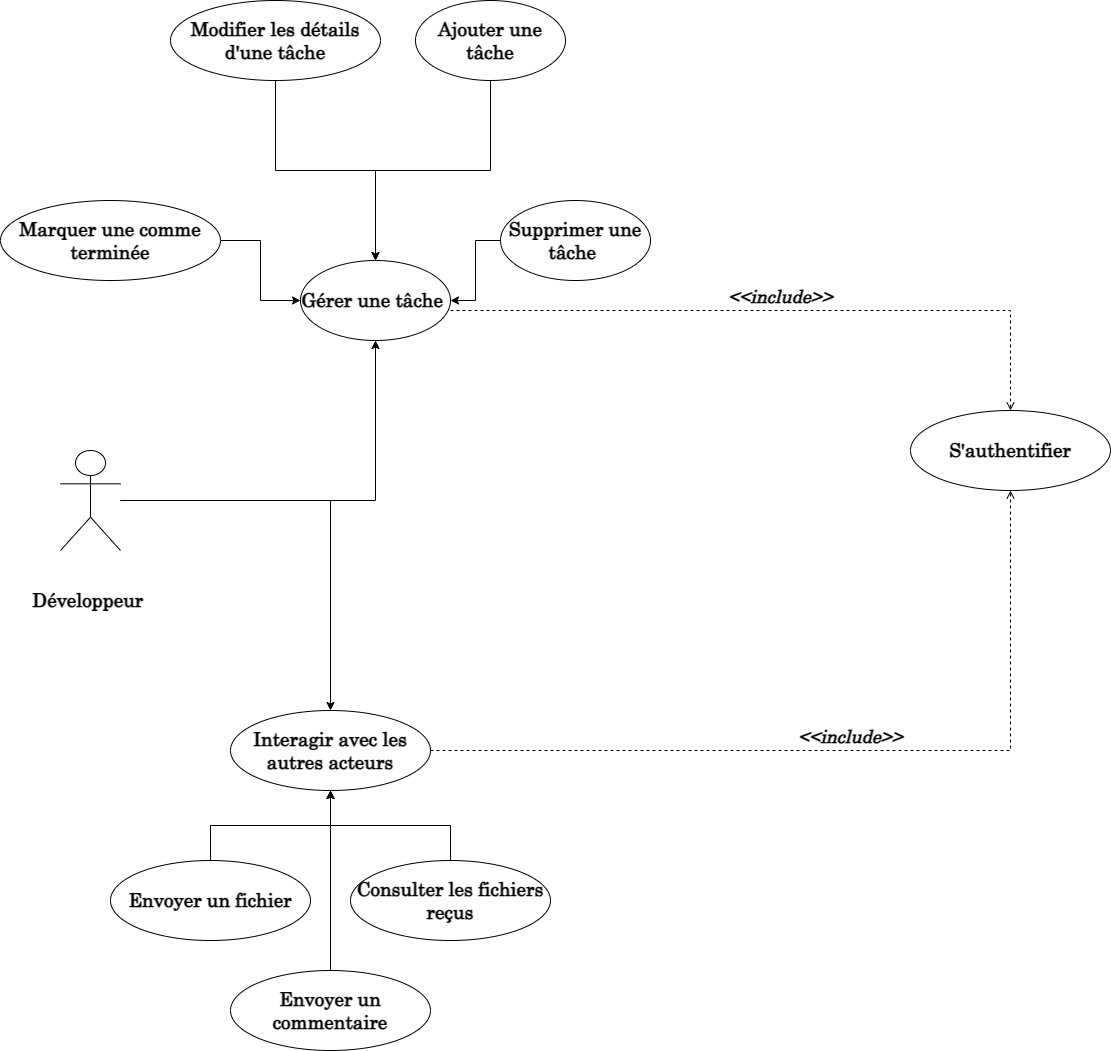 Modifier les détails
d'une tâche
Ajouter une
tâche
Marquer une comme
terminée
Supprimer une
tâche
Gérer une tâche
<<include>>
S'authentifier
Développeur
Interagir avec les
autres acteurs
<<include>>
Envoyer un fichier
Consulter les fichiers
reçus
Envoyer un
commentaire